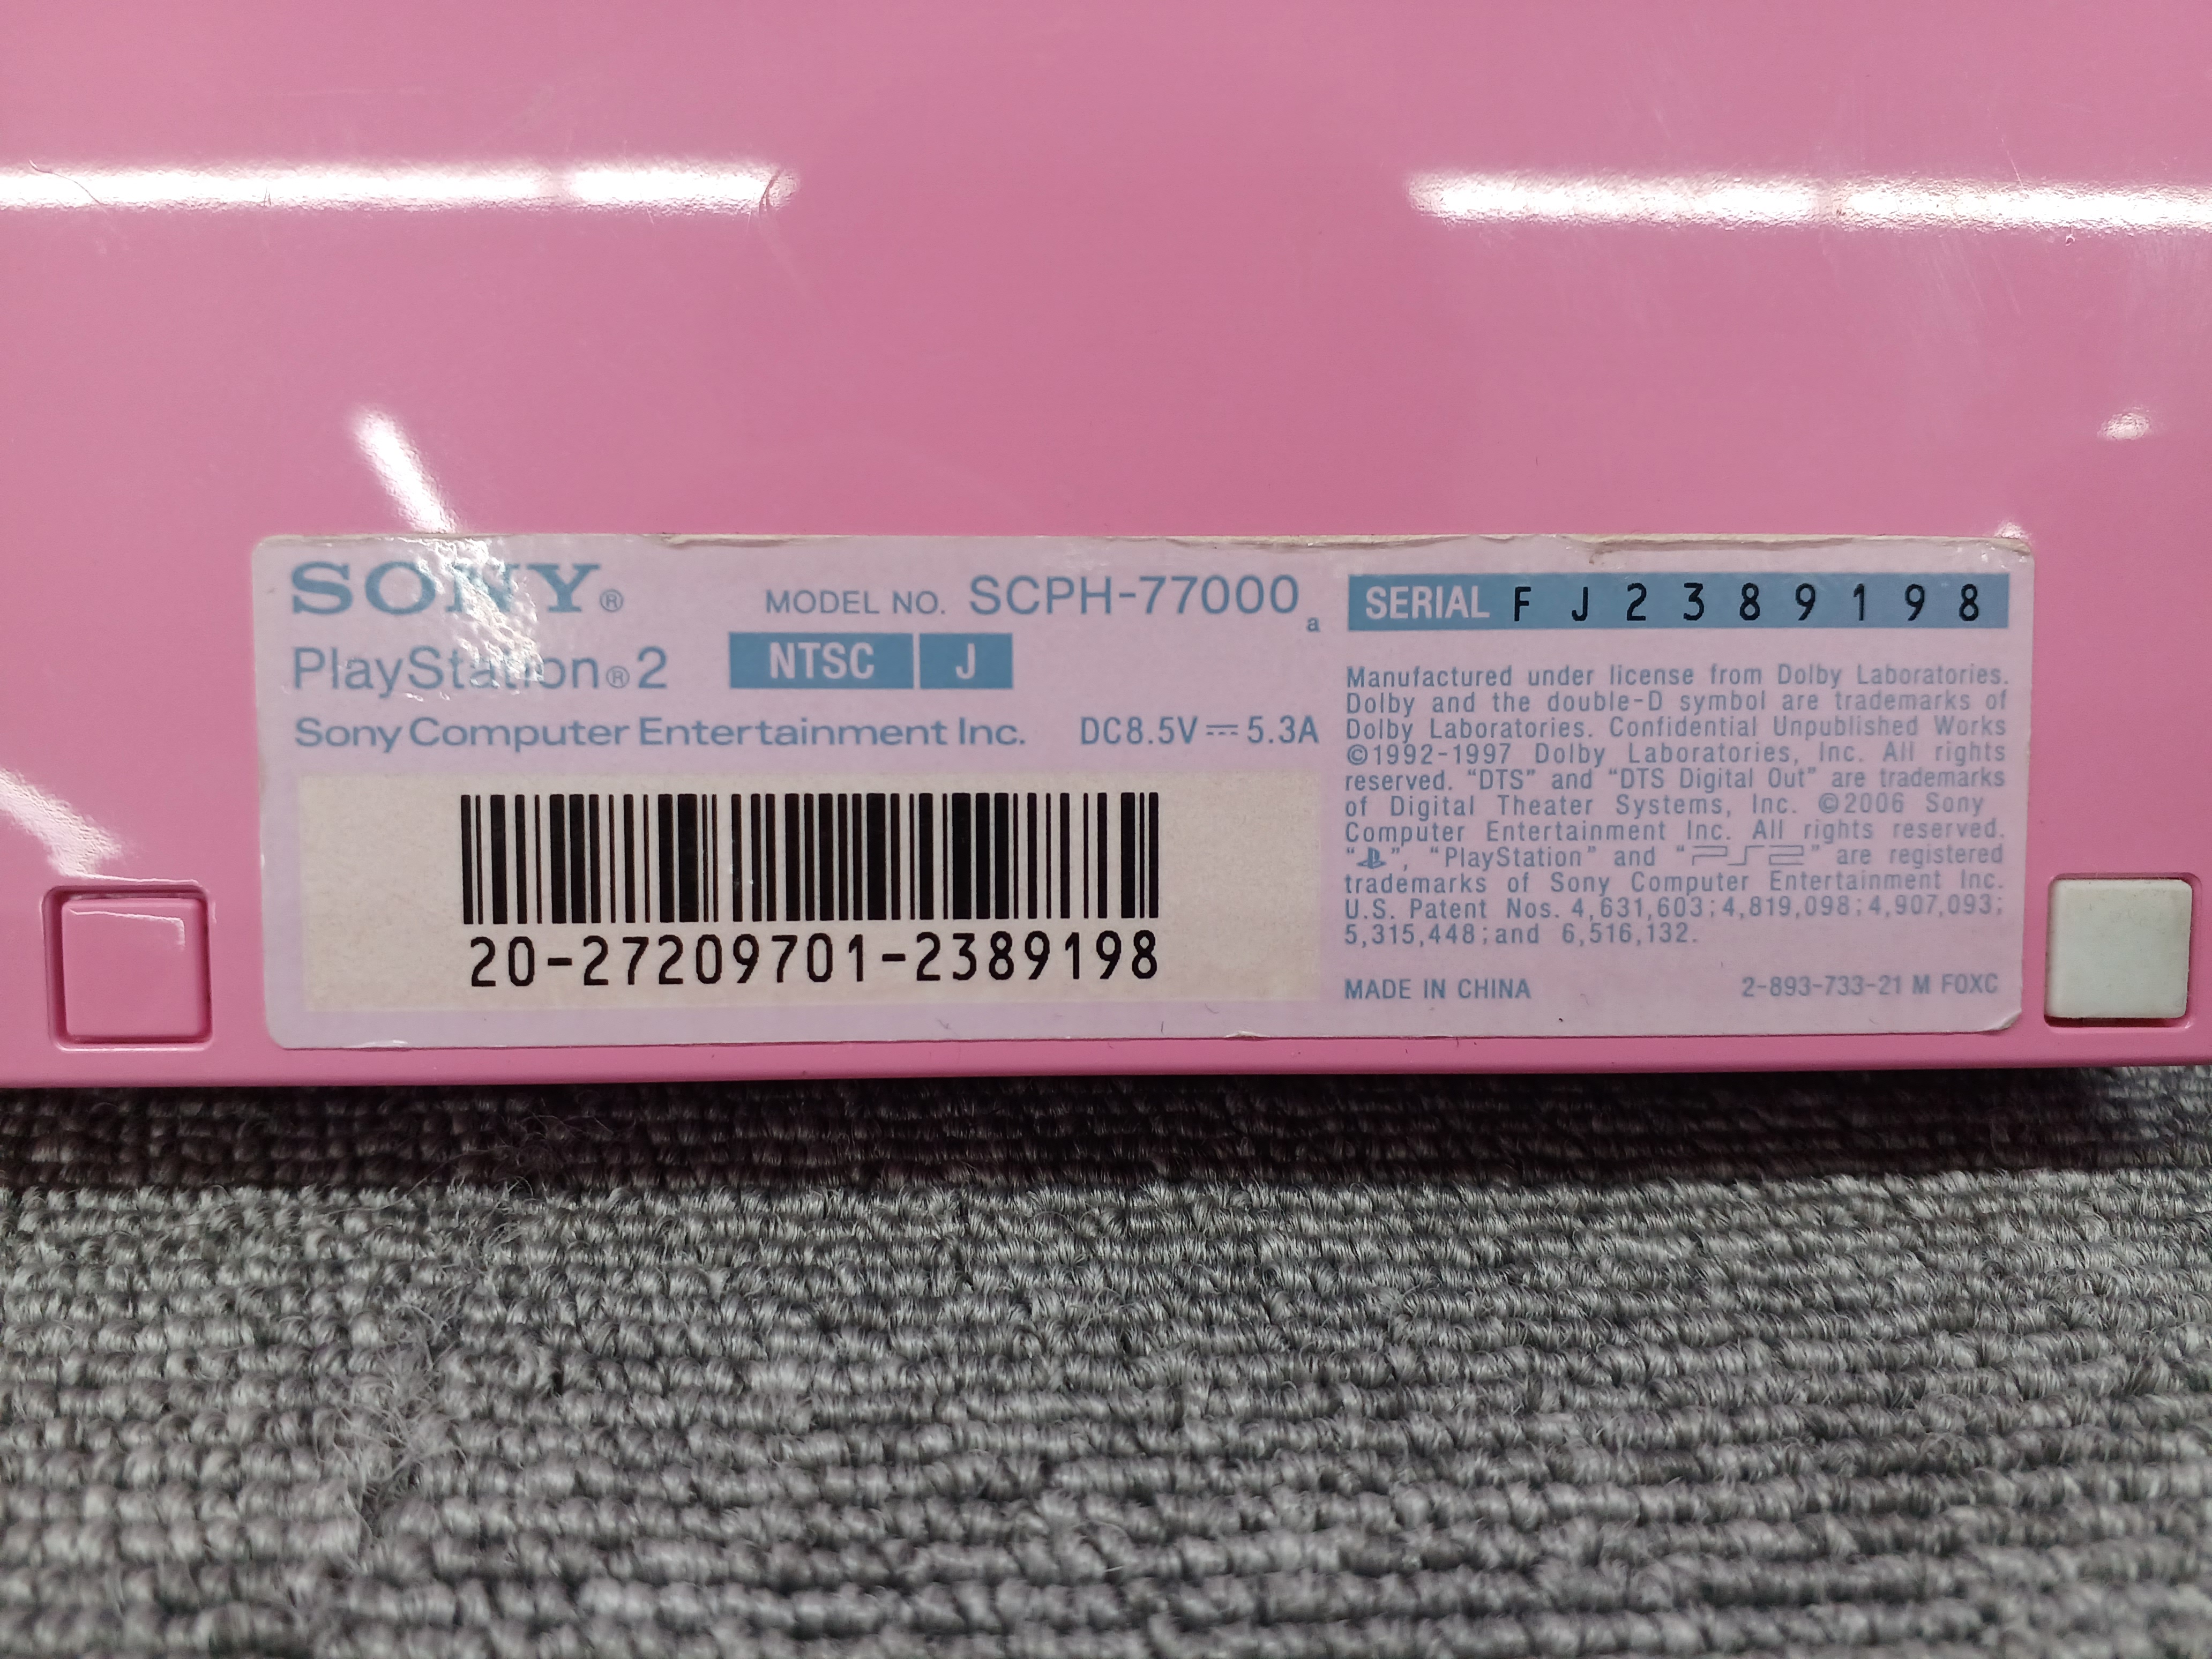 SONY®
MODEL NO. SCPH-77000 a
PlayStation®2 NTSC J
Sony Computer Entertainment Inc. DC8.5V⎓5.3A
20-27209701-2389198
SERIAL F J 2 3 8 9 1 9 8
Manufactured under license from Dolby Laboratories.
Dolby and the double-D symbol are trademarks of
Dolby Laboratories. Confidential Unpublished Works
©1992-1997 Dolby Laboratories, Inc. All rights
reserved. “DTS” and “DTS Digital Out” are trademarks
of Digital Theater Systems, Inc. ©2006 Sony
Computer Entertainment Inc. All rights reserved.
“PS”, “PlayStation” and “PS2” are registered
trademarks of Sony Computer Entertainment Inc.
U.S. Patent Nos. 4,631,603;4,819,098;4,907,093;
5,315,448;and 6,516,132.
MADE IN CHINA 2-893-733-21 M FOXC